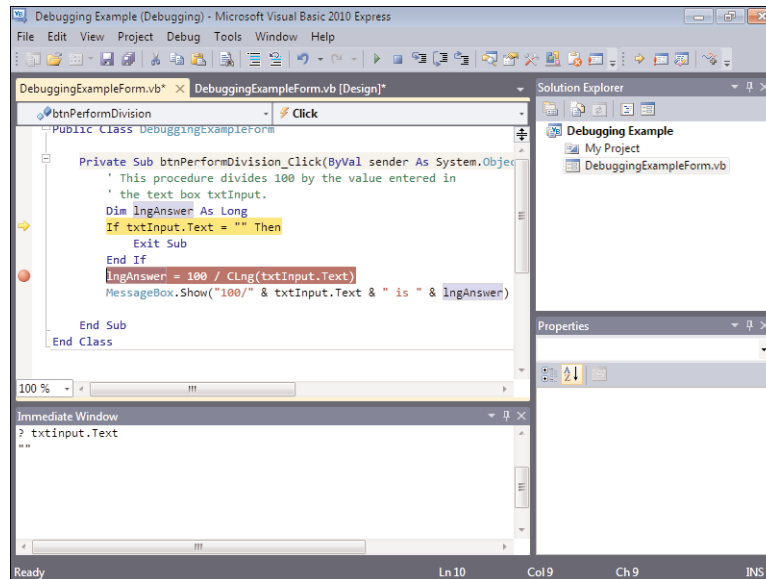 Debugging Example (Debugging) - Microsoft Visual Basic 2010 Express
File Edit View Project Debug Tools Window Help
DebuggingExampleForm.vb* DebuggingExampleForm.vb [Design]*
btnPerformDivision Click
Public Class DebuggingExampleForm
Private Sub btnPerformDivision_Click(ByVal sender As System.Objec
' This procedure divides 100 by the value entered in
' the text box txtInput.
Dim lngAnswer As Long
If txtInput.Text = "" Then
Exit Sub
End If
lngAnswer = 100 / CLng(txtInput.Text)
MessageBox.Show("100/" & txtInput.Text & " is " & lngAnswer)
End Sub
End Class
100 %
Immediate Window
? txtinput.Text
""
Solution Explorer
Debugging Example
My Project
DebuggingExampleForm.vb
Properties
Ready Ln 10 Col 9 Ch 9 INS